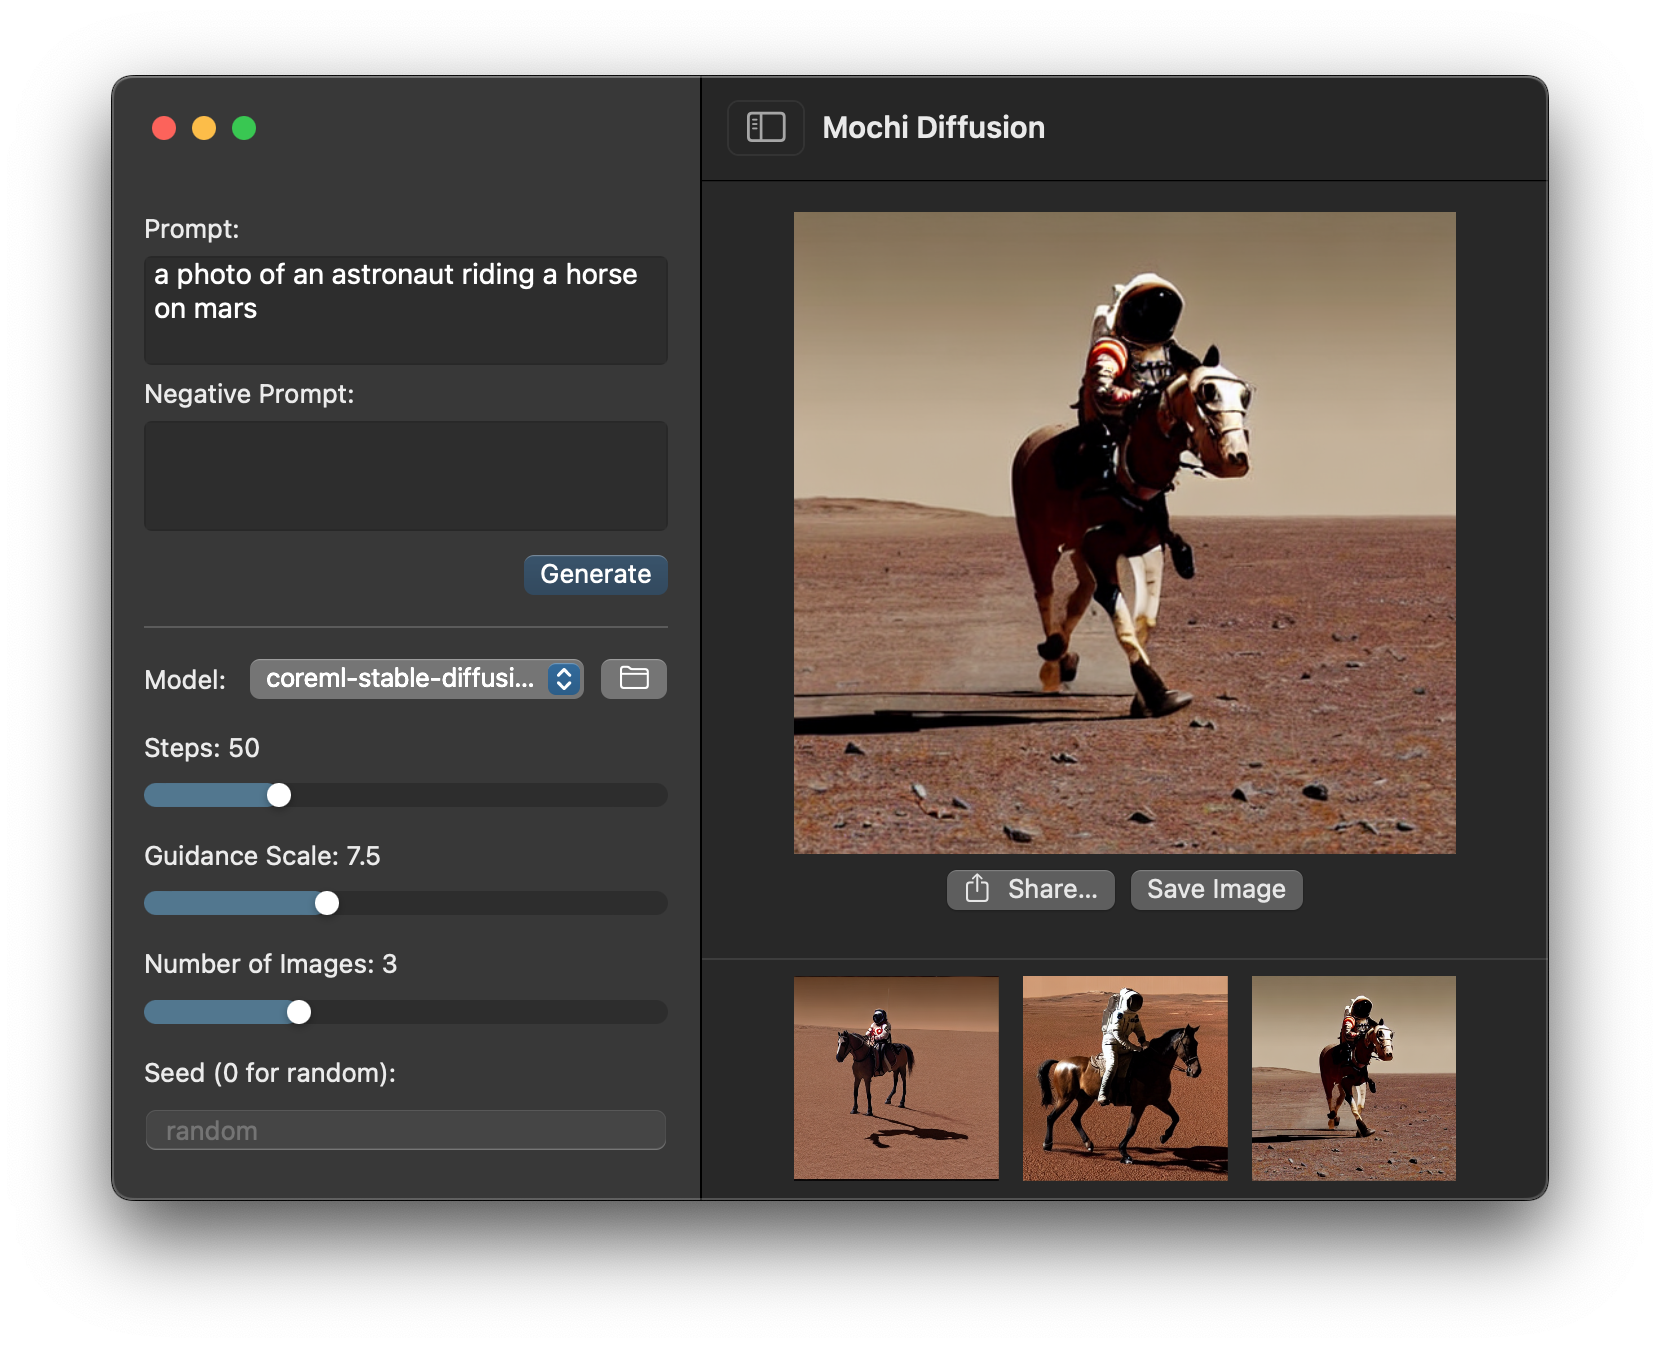 Mochi Diffusion
Prompt:
a photo of an astronaut riding a horse
on mars
Negative Prompt:
Generate
Model:
coreml-stable-diffusi...
Steps: 50
Guidance Scale: 7.5
Number of Images: 3
Seed (0 for random):
random
Share...
Save Image